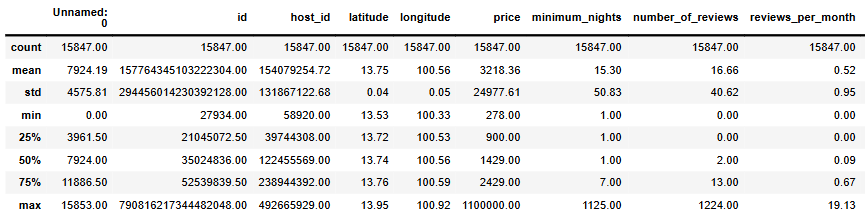 Unnamed: 0 id host_id latitude longitude price minimum_nights number_of_reviews reviews_per_month
count 15847.00 15847.00 15847.00 15847.00 15847.00 15847.00 15847.00 15847.00 15847.00
mean 7924.19 157764345103222304.00 154079254.72 13.75 100.56 3218.36 15.30 16.66 0.52
std 4575.81 294456014230392128.00 131867122.68 0.04 0.05 24977.61 50.83 40.62 0.95
min 0.00 27934.00 58920.00 13.53 100.33 278.00 1.00 0.00 0.00
25% 3961.50 21045072.50 39744308.00 13.72 100.53 900.00 1.00 0.00 0.00
50% 7924.00 35024836.00 122455569.00 13.74 100.56 1429.00 1.00 2.00 0.09
75% 11886.50 52539839.50 238944392.00 13.76 100.59 2429.00 7.00 13.00 0.67
max 15853.00 790816217344482048.00 492665929.00 13.95 100.92 1100000.00 1125.00 1224.00 19.13